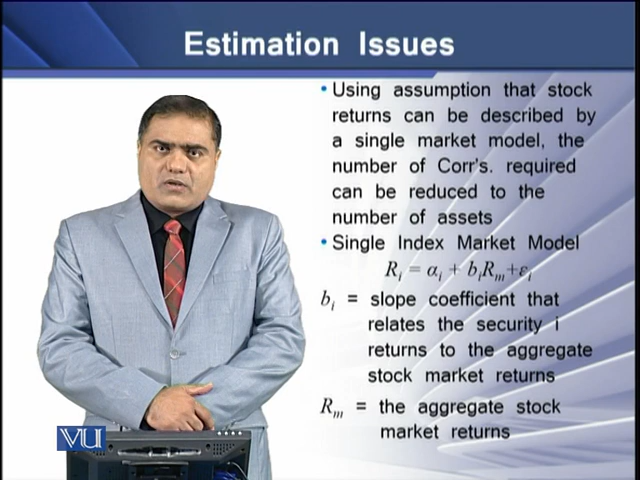 Estimation Issues
• Using assumption that stock
returns can be described by
a single market model, the
number of Corr's. required
can be reduced to the
number of assets
• Single Index Market Model
Rᵢ = αᵢ + bᵢRₘ+εᵢ
bᵢ = slope coefficient that
relates the security i
returns to the aggregate
stock market returns
Rₘ = the aggregate stock
market returns
VU